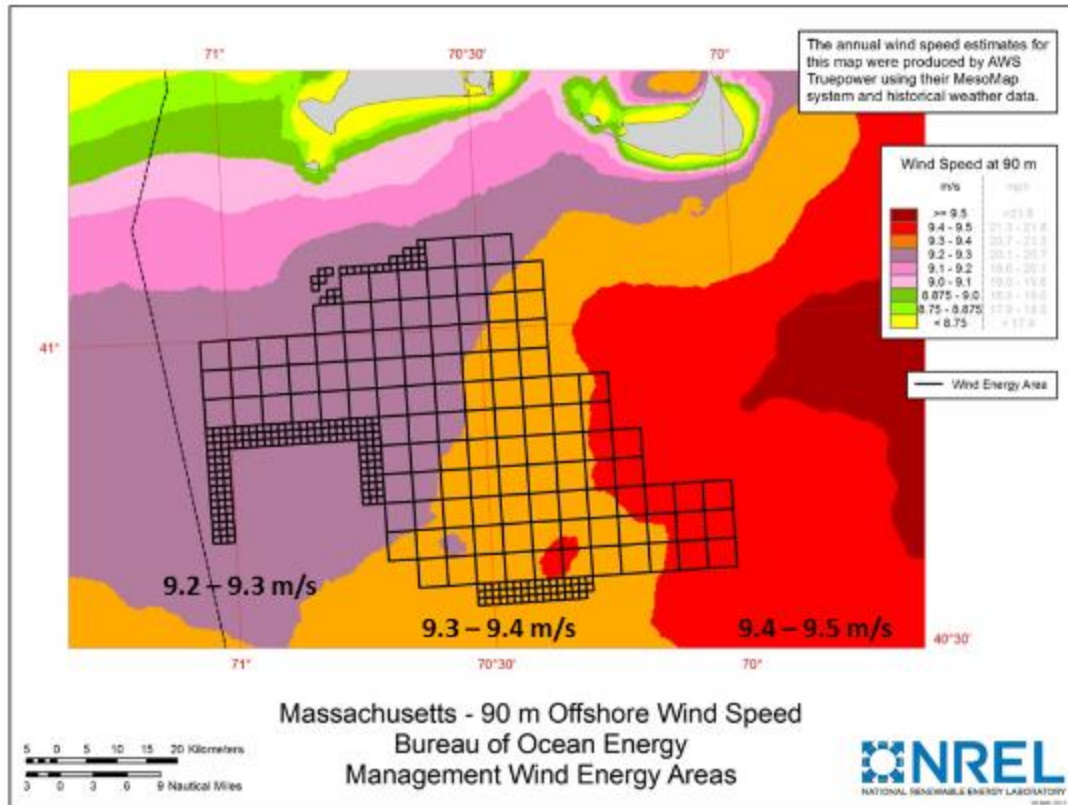 71°
70°30'
70°
The annual wind speed estimates for
this map were produced by AWS
Truepower using their MesoMap
system and historical weather data.
Wind Speed at 90 m
m/s
mph
>= 9.5
9.4 - 9.5
9.3 - 9.4
9.2 - 9.3
9.1 - 9.2
9.0 - 9.1
8.875 - 9.0
8.75 - 8.875
< 8.75
41°
Wind Energy Area
9.2 – 9.3 m/s
9.3 – 9.4 m/s
9.4 – 9.5 m/s
40°30'
71°
70°30'
70°
Massachusetts - 90 m Offshore Wind Speed
Bureau of Ocean Energy
Management Wind Energy Areas
5 0 5 10 15 20 Kilometers
3 0 3 6 9 Nautical Miles
NREL
NATIONAL RENEWABLE ENERGY LABORATORY